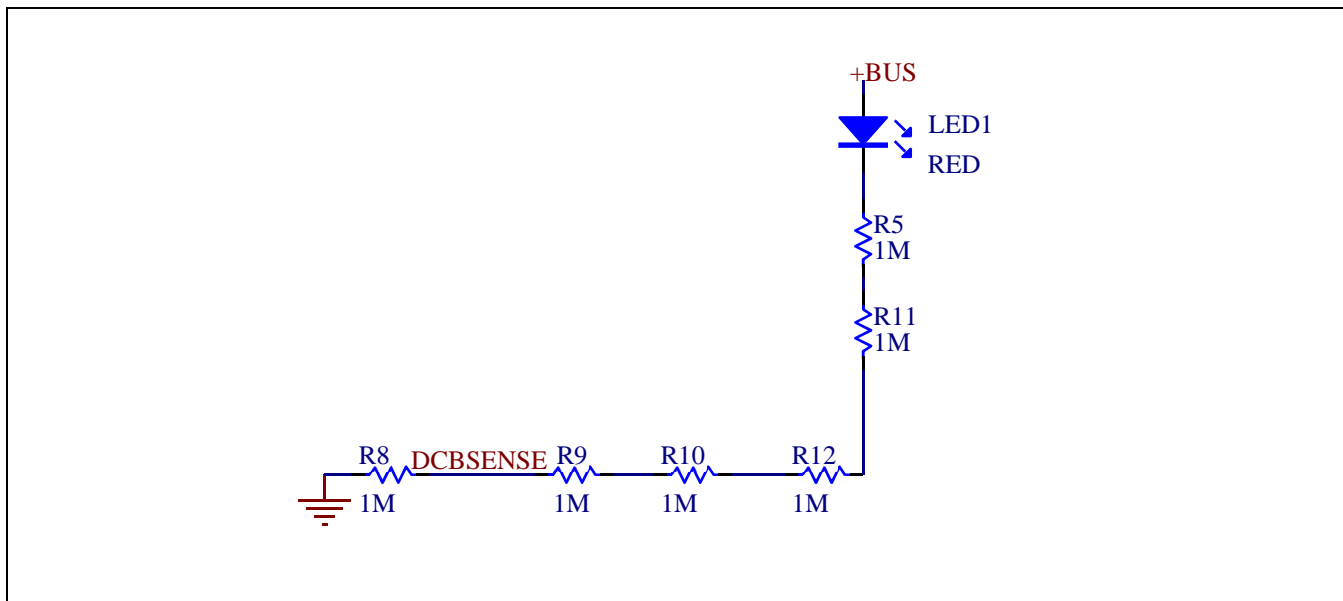 +BUS
LED1
RED
R5
1M
R11
1M
R8 DCBSENSE R9 R10 R12
1M 1M 1M 1M